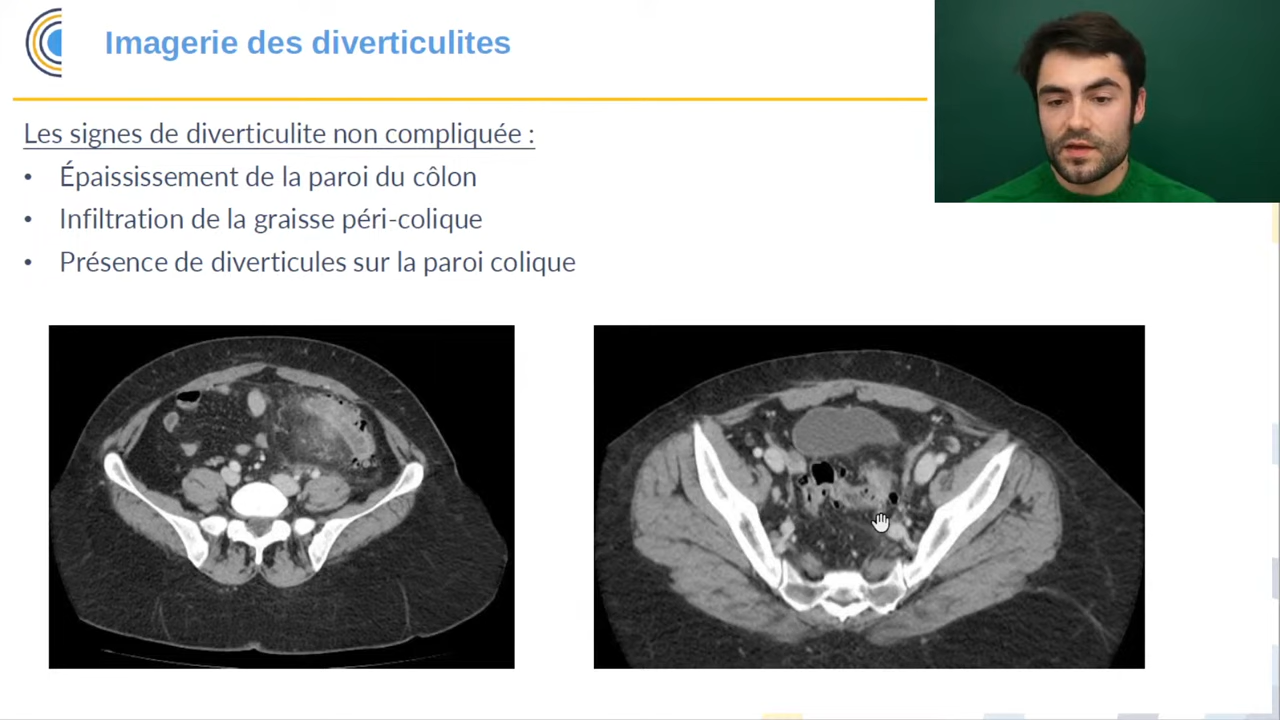 Imagerie des diverticulites
Les signes de diverticulite non compliquée :
• Épaississement de la paroi du côlon
• Infiltration de la graisse péri-colique
• Présence de diverticules sur la paroi colique